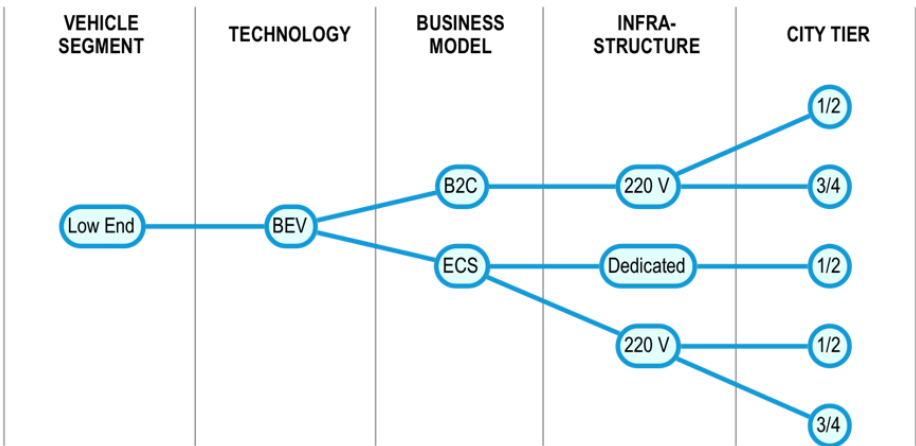 VEHICLE
SEGMENT
TECHNOLOGY
BUSINESS
MODEL
INFRA-
STRUCTURE
CITY TIER
1/2
B2C
220 V
3/4
Low End
BEV
ECS
Dedicated
1/2
220 V
1/2
3/4